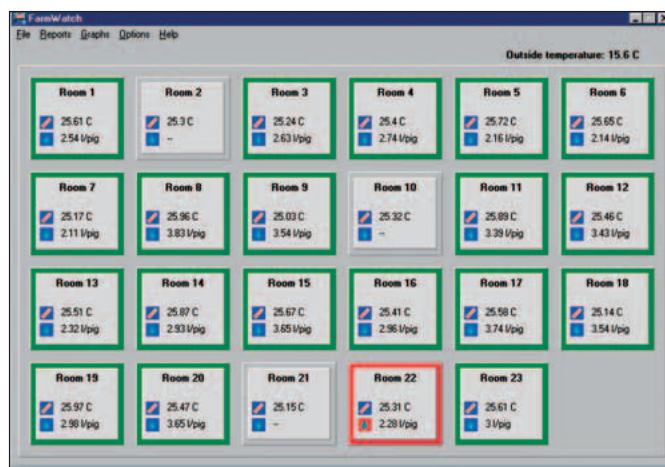 FarmWatch
File Reports Graphs Options Help
Outside temperature: 15.6 C
Room 1 Room 2 Room 3 Room 4 Room 5 Room 6
25.61 C 25.3 C 25.24 C 25.4 C 25.72 C 25.65 C
2.54 l/pig -- 2.63 l/pig 2.74 l/pig 2.16 l/pig 2.14 l/pig
Room 7 Room 8 Room 9 Room 10 Room 11 Room 12
25.17 C 25.96 C 25.03 C 25.32 C 25.89 C 25.46 C
2.11 l/pig 3.83 l/pig 3.54 l/pig -- 3.39 l/pig 3.43 l/pig
Room 13 Room 14 Room 15 Room 16 Room 17 Room 18
25.51 C 25.87 C 25.67 C 25.41 C 25.58 C 25.14 C
2.32 l/pig 2.93 l/pig 3.65 l/pig 2.96 l/pig 3.74 l/pig 3.54 l/pig
Room 19 Room 20 Room 21 Room 22 Room 23
25.97 C 25.47 C 25.15 C 25.31 C 25.61 C
2.98 l/pig 3.65 l/pig -- 2.28 l/pig 3 l/pig